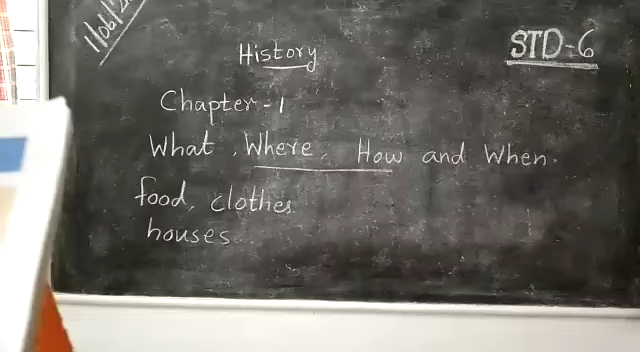 History
STD-6
Chapter-1
What, Where, How and When.
food, clothes
houses